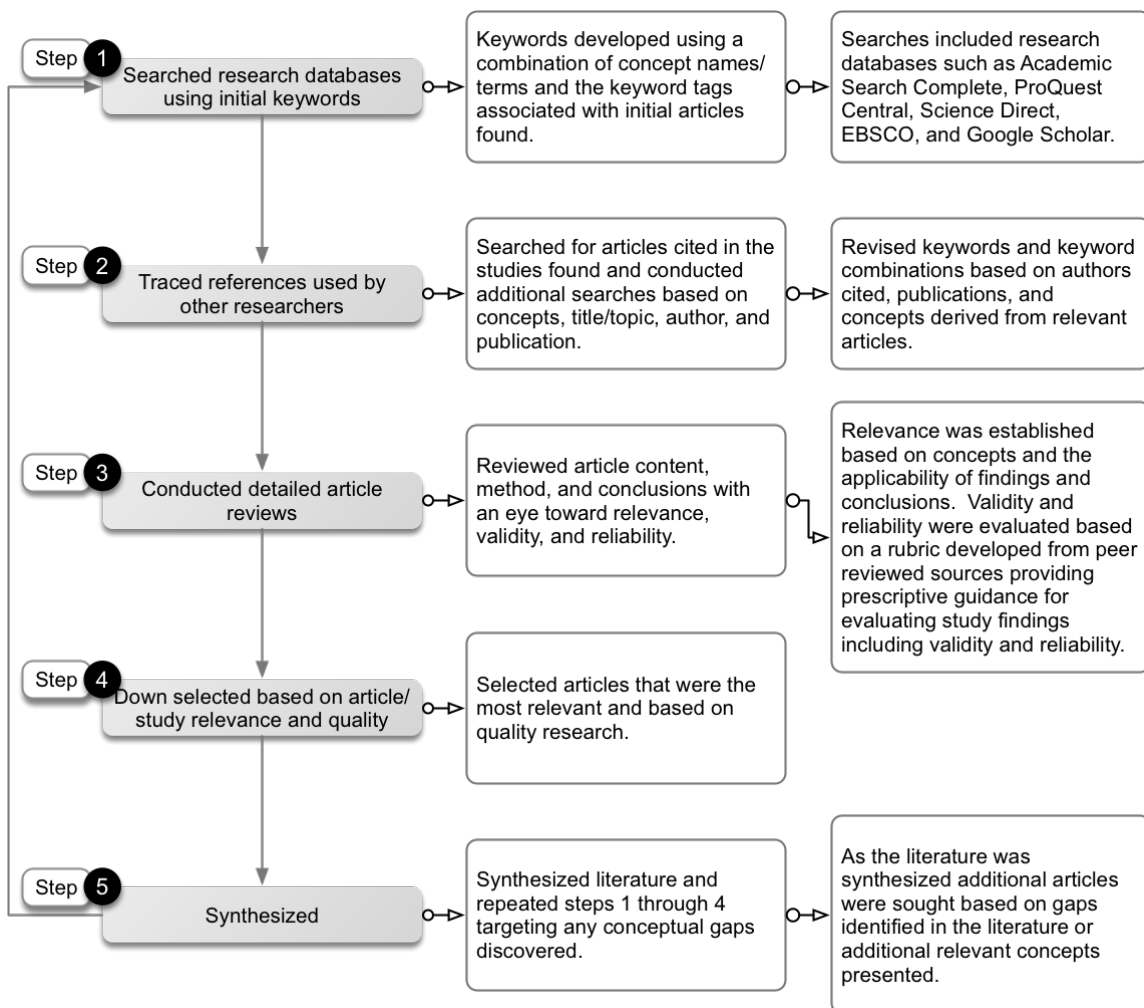 Step 1
Searched research databases
using initial keywords
Keywords developed using a
combination of concept names/
terms and the keyword tags
associated with initial articles
found.
Searches included research
databases such as Academic
Search Complete, ProQuest
Central, Science Direct,
EBSCO, and Google Scholar.
Step 2
Traced references used by
other researchers
Searched for articles cited in the
studies found and conducted
additional searches based on
concepts, title/topic, author, and
publication.
Revised keywords and keyword
combinations based on authors
cited, publications, and
concepts derived from relevant
articles.
Step 3
Conducted detailed article
reviews
Reviewed article content,
method, and conclusions with
an eye toward relevance,
validity, and reliability.
Relevance was established
based on concepts and the
applicability of findings and
conclusions.  Validity and
reliability were evaluated based
on a rubric developed from peer
reviewed sources providing
prescriptive guidance for
evaluating study findings
including validity and reliability.
Step 4
Down selected based on article/
study relevance and quality
Selected articles that were the
most relevant and based on
quality research.
Step 5
Synthesized
Synthesized literature and
repeated steps 1 through 4
targeting any conceptual gaps
discovered.
As the literature was
synthesized additional articles
were sought based on gaps
identified in the literature or
additional relevant concepts
presented.